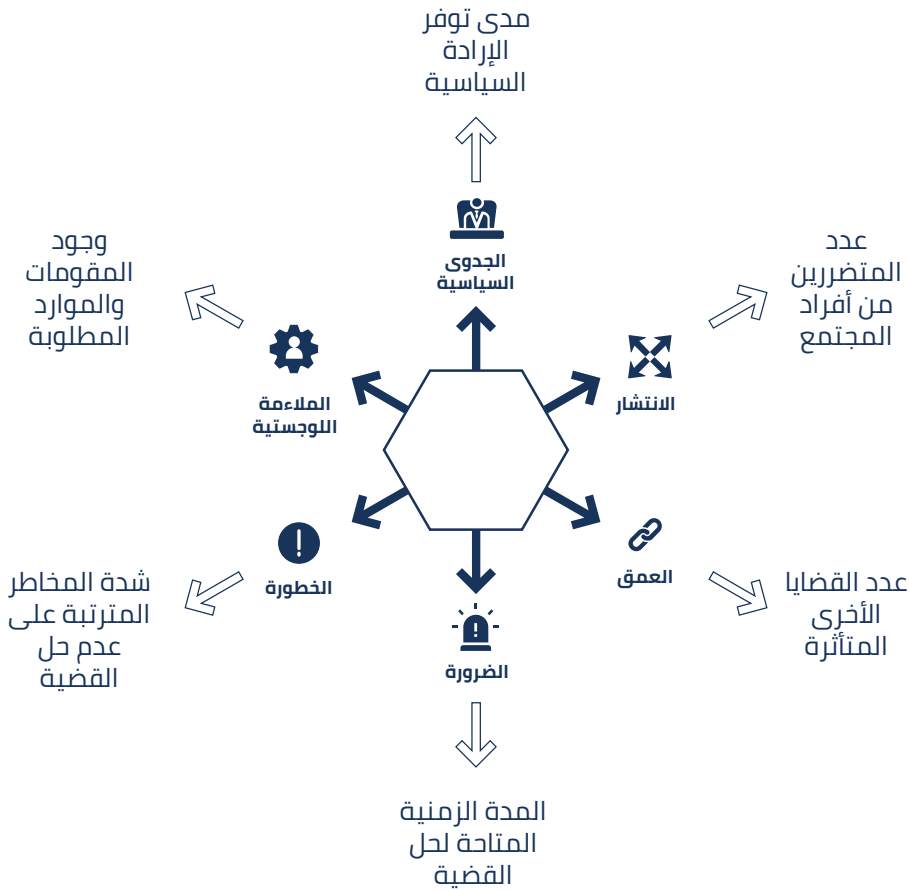 مدى توفر
الإرادة
السياسية
الجدوى
السياسية
عدد
المتضررين
من أفراد
المجتمع
الانتشار
عدد القضايا
الأخرى
المتأثرة
العمق
الضرورة
المدة الزمنية
المتاحة لحل
القضية
الخطورة
شدة المخاطر
المترتبة على
عدم حل
القضية
الملاءمة
اللوجستية
وجود
المقومات
والموارد
المطلوبة